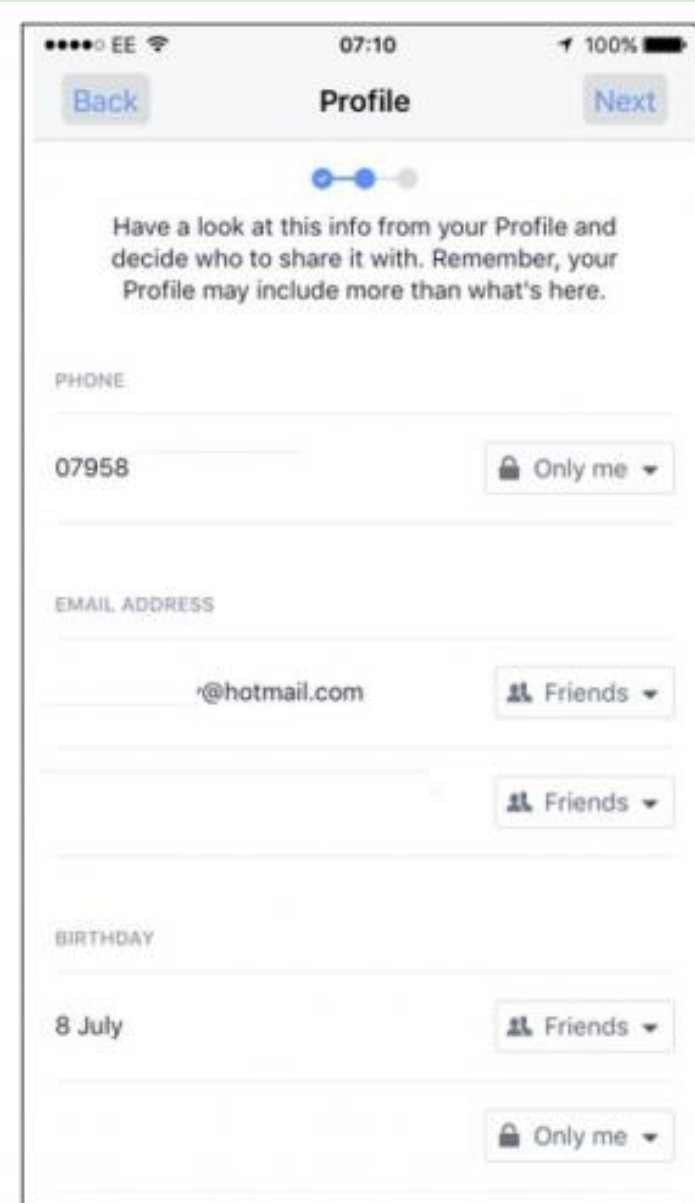 EE 07:10 100%
Back Profile Next
Have a look at this info from your Profile and
decide who to share it with. Remember, your
Profile may include more than what's here.
PHONE
07958 Only me
EMAIL ADDRESS
@hotmail.com Friends
Friends
BIRTHDAY
8 July Friends
Only me